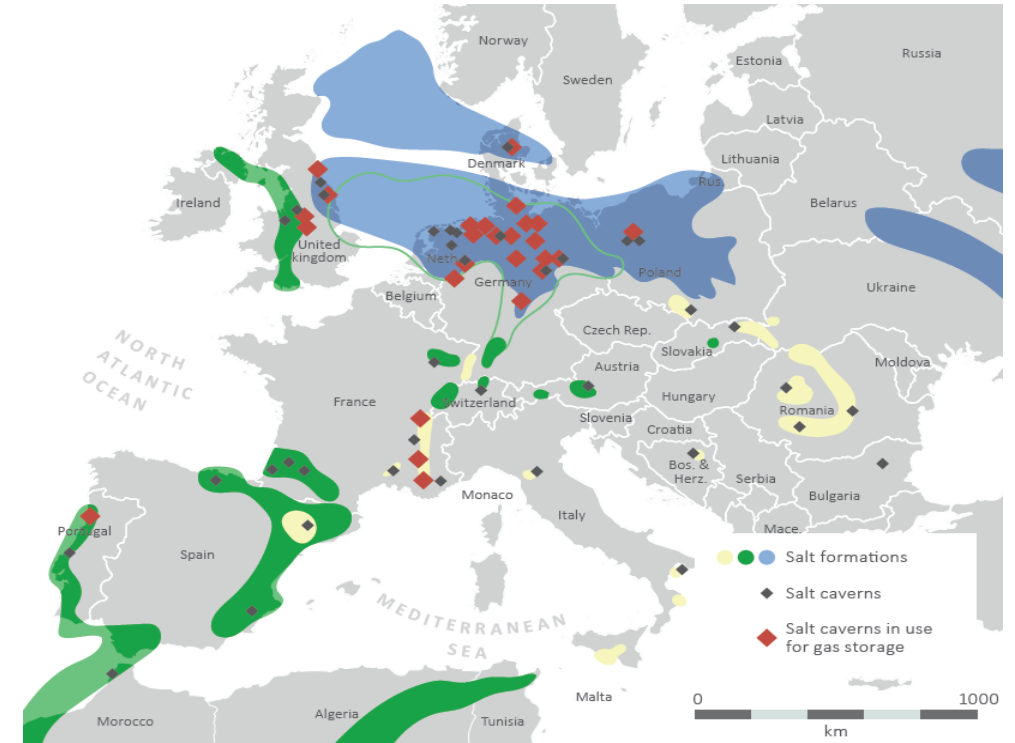 Norway
Sweden
Estonia
Russia
Latvia
Denmark
Lithuania
Rus.
Ireland
Belarus
United
kingdom
Neth.
Germany
Poland
Belgium
Ukraine
NORTH
ATLANTIC
OCEAN
Czech Rep.
Slovakia
Moldova
Austria
France
Switzerland
Hungary
Romania
Slovenia
Croatia
Bos. &
Herz.
Serbia
Monaco
Bulgaria
Italy
Portugal
Spain
Mace.
Salt formations
Salt caverns
Salt caverns in use
for gas storage
MEDITERRANEAN
SEA
Malta
0 1000
km
Morocco
Algeria
Tunisia